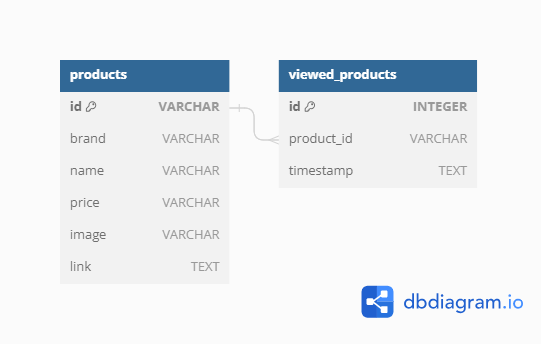 products
id VARCHAR
brand VARCHAR
name VARCHAR
price VARCHAR
image VARCHAR
link TEXT
viewed_products
id INTEGER
product_id VARCHAR
timestamp TEXT
dbdiagram.io